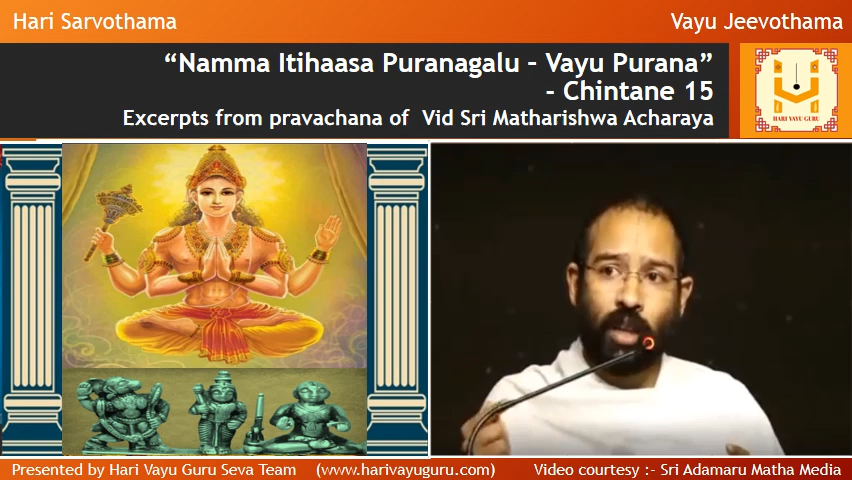 Hari Sarvothama
Vayu Jeevothama
“Namma Itihaasa Puranagalu – Vayu Purana”
- Chintane 15
Excerpts from pravachana of Vid Sri Matharishwa Acharaya
HARI VAYU GURU
Presented by Hari Vayu Guru Seva Team (www.harivayuguru.com)
Video courtesy :- Sri Adamaru Matha Media